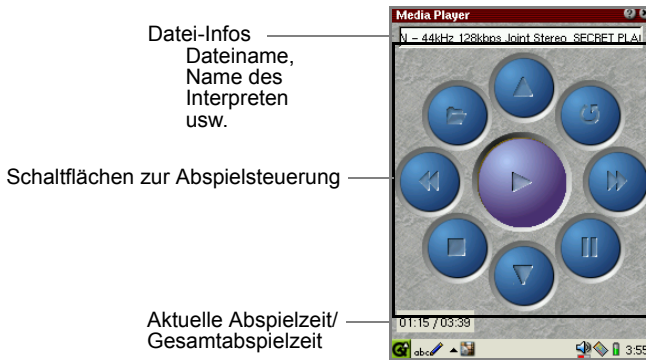 Media Player
N - 44kHz 128kbps Joint Stereo SECRET
Datei-Infos
Dateiname,
Name des
Interpreten
usw.
Schaltflächen zur Abspielsteuerung
Aktuelle Abspielzeit/
Gesamtabspielzeit
01:15 / 03:39
abc
3:55